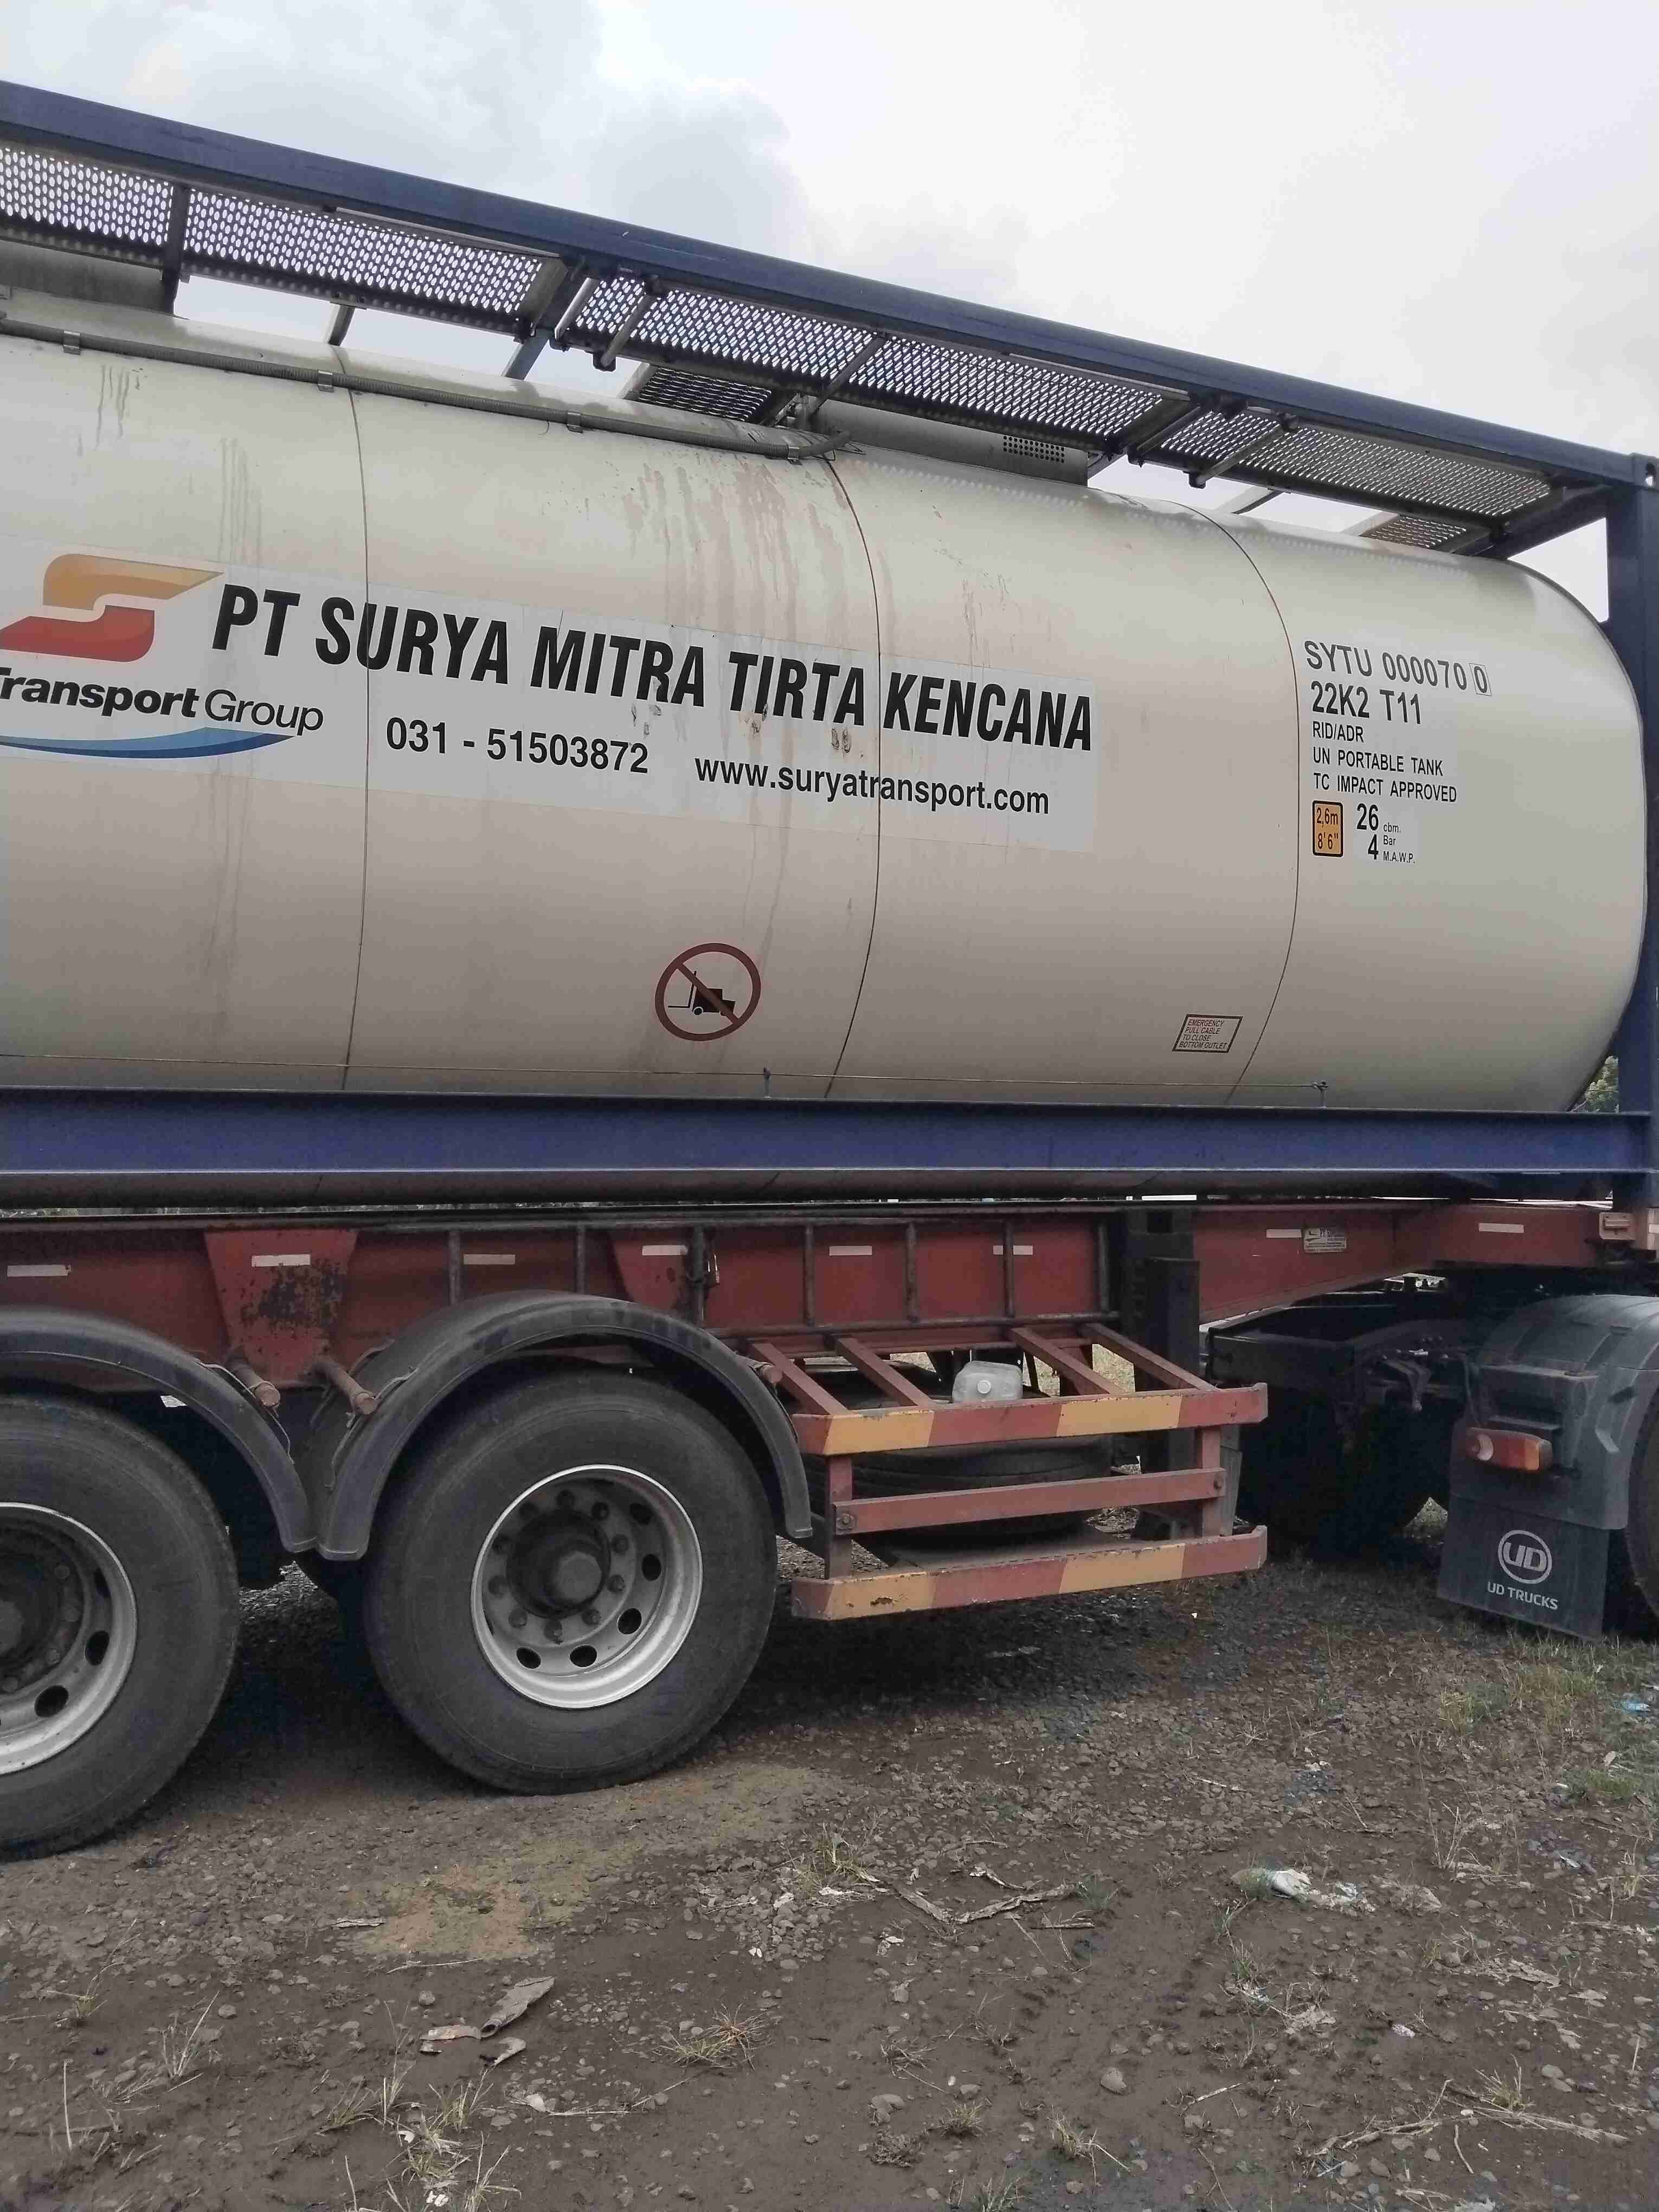 PT SURYA MITRA TIRTA KENCANA
Transport Group
031 - 51503872 www.suryatransport.com
SYTU 000070 0
22K2 T11
RID/ADR
UN PORTABLE TANK
TC IMPACT APPROVED
2,6m
8'6"
26 cbm.
4 Bar
M.A.W.P.
EMERGENCY
PULL CABLE
TO CLOSE
BOTTOM OUTLET
UD
UD TRUCKS